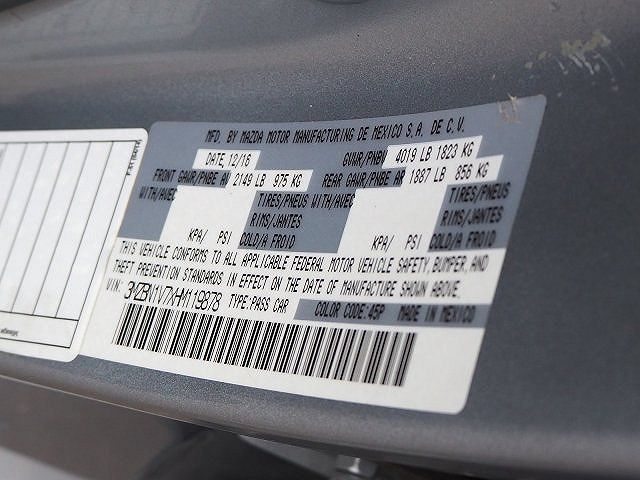 MFD. BY MAZDA MOTOR MANUFACTURING DE MEXICO S.A. DE C.V.
DATE, 12/16 GVWR/PNBV 4019 LB 1823 KG
FRONT GAWR/PNBE AV 2149 LB 975 KG REAR GAWR/PNBE AR 1887 LB 856 KG
WITH/AVEC TIRES/PNEUS WITH/AVEC TIRES/PNEUS
RIMS/JANTES RIMS/JANTES
KPA/ PSI COLD/A FROID KPA/ PSI COLD/A FROID
THIS VEHICLE CONFORMS TO ALL APPLICABLE FEDERAL MOTOR VEHICLE SAFETY, BUMPER, AND
THEFT PREVENTION STANDARDS IN EFFECT ON THE DATE OF MANUFACTURE SHOWN ABOVE.
VIN: 3MZBN1V7XHM119878 TYPE:PASS CAR COLOR CODE:45P MADE IN MEXICO